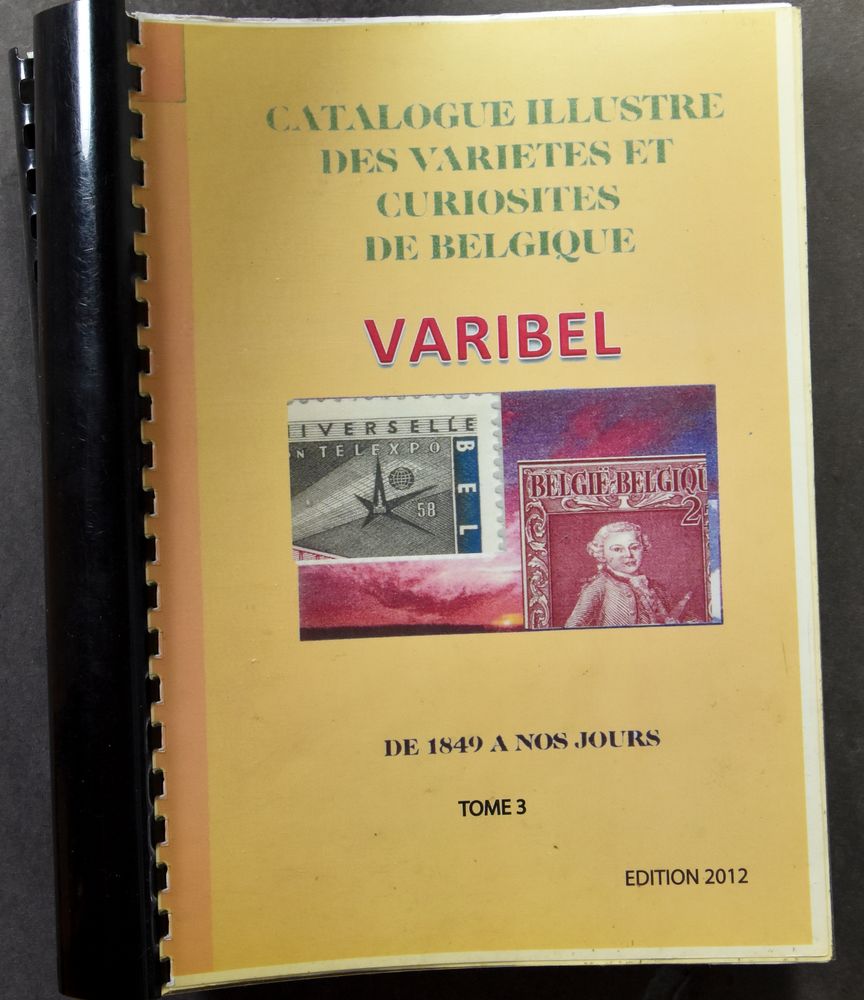 CATALOGUE ILLUSTRE
DES VARIETES ET
CURIOSITES
DE BELGIQUE
VARIBEL
IVERSELLE
N TELEXPO
BEL
58
BELGIË-BELGIQU
2
DE 1849 A NOS JOURS
TOME 3
EDITION 2012